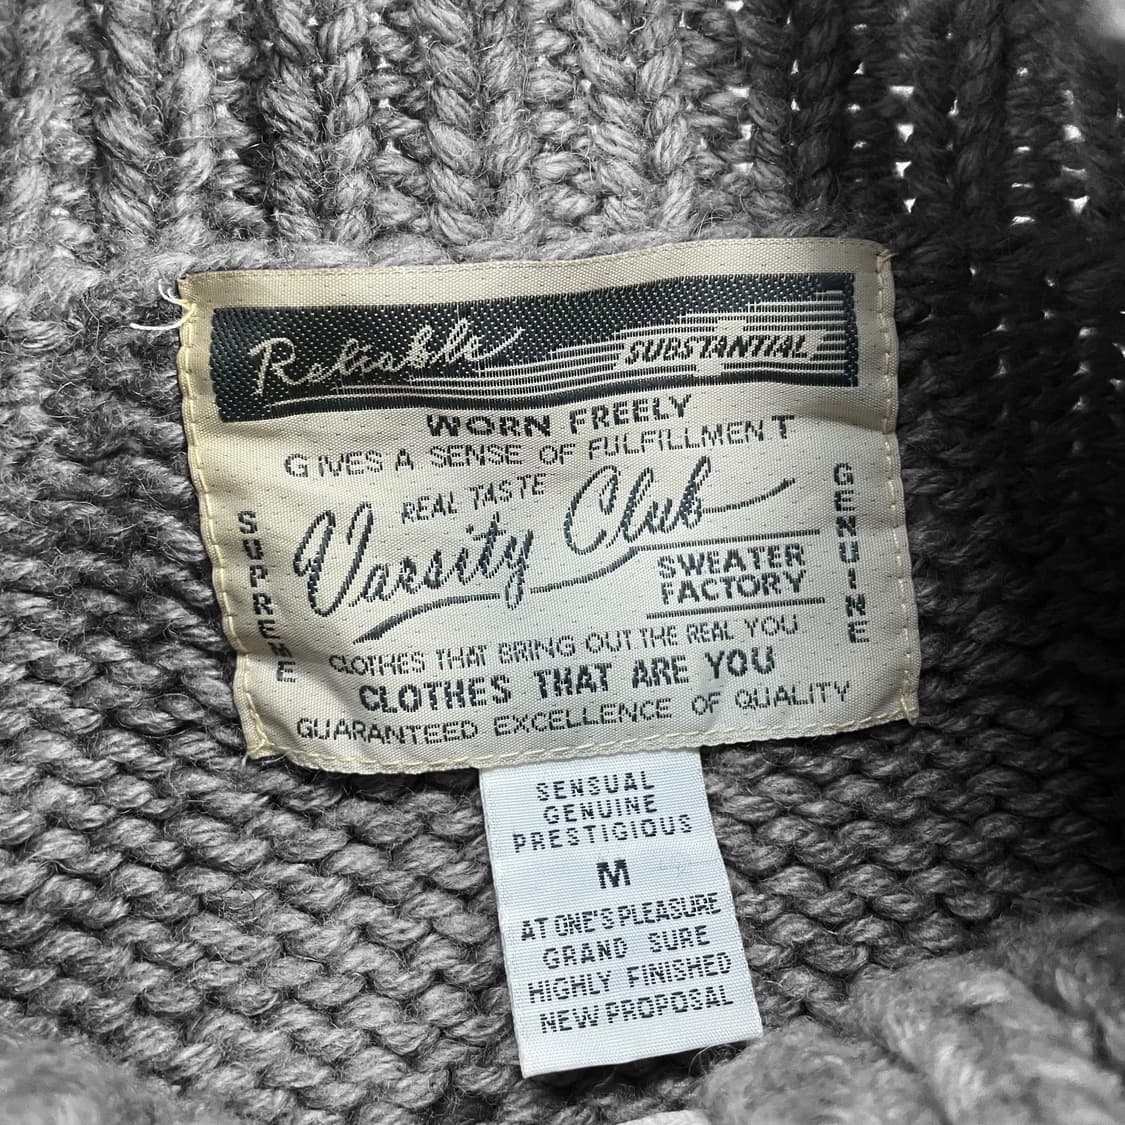 Reliable
SUBSTANTIAL
WORN FREELY
GIVES A SENSE OF FULFILLMENT
REAL TASTE
Varsity Club
SWEATER
FACTORY
SUPREME
GENUINE
CLOTHES THAT BRING OUT THE REAL YOU
CLOTHES THAT ARE YOU
GUARANTEED EXCELLENCE OF QUALITY
SENSUAL
GENUINE
PRESTIGIOUS
M
AT ONE'S PLEASURE
GRAND SURE
HIGHLY FINISHED
NEW PROPOSAL